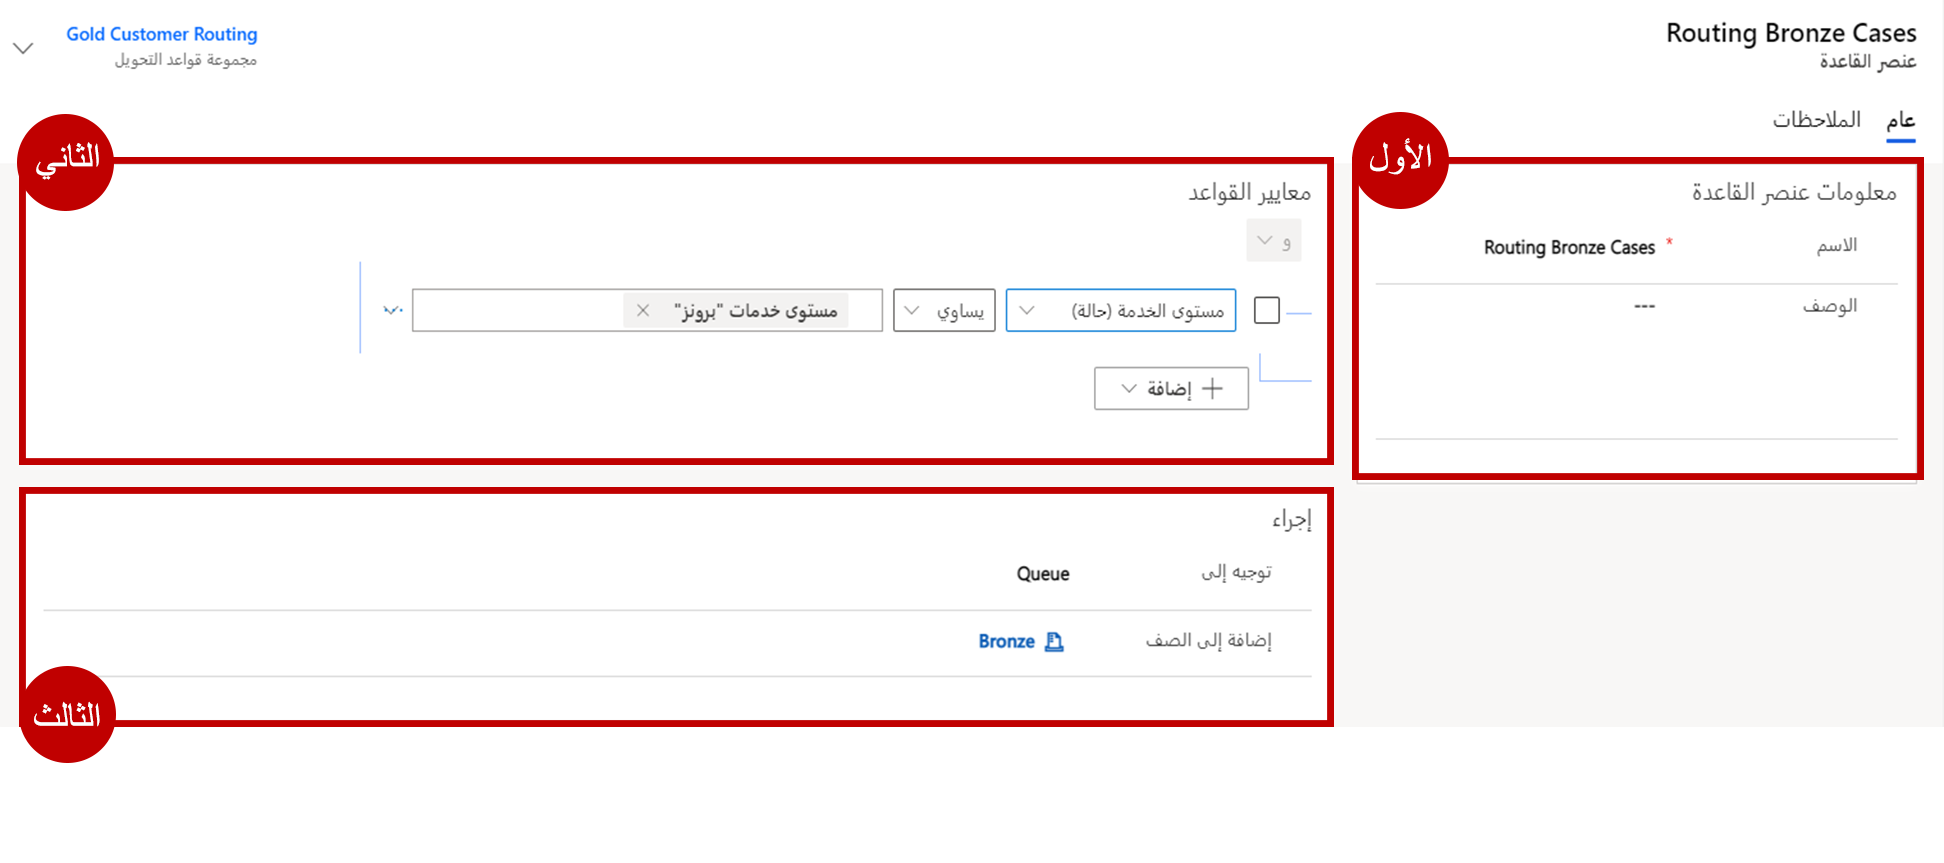 Routing Bronze Cases
عنصر القاعدة
Gold Customer Routing
مجموعة قواعد التحويل
عام الملاحظات
الأول
معلومات عنصر القاعدة
الاسم * Routing Bronze Cases
الوصف ---
الثاني
معايير القواعد
و
مستوى الخدمة (حالة) يساوي مستوى خدمات "برونز"
إضافة
إجراء
توجيه إلى Queue
إضافة إلى الصف Bronze
الثالث